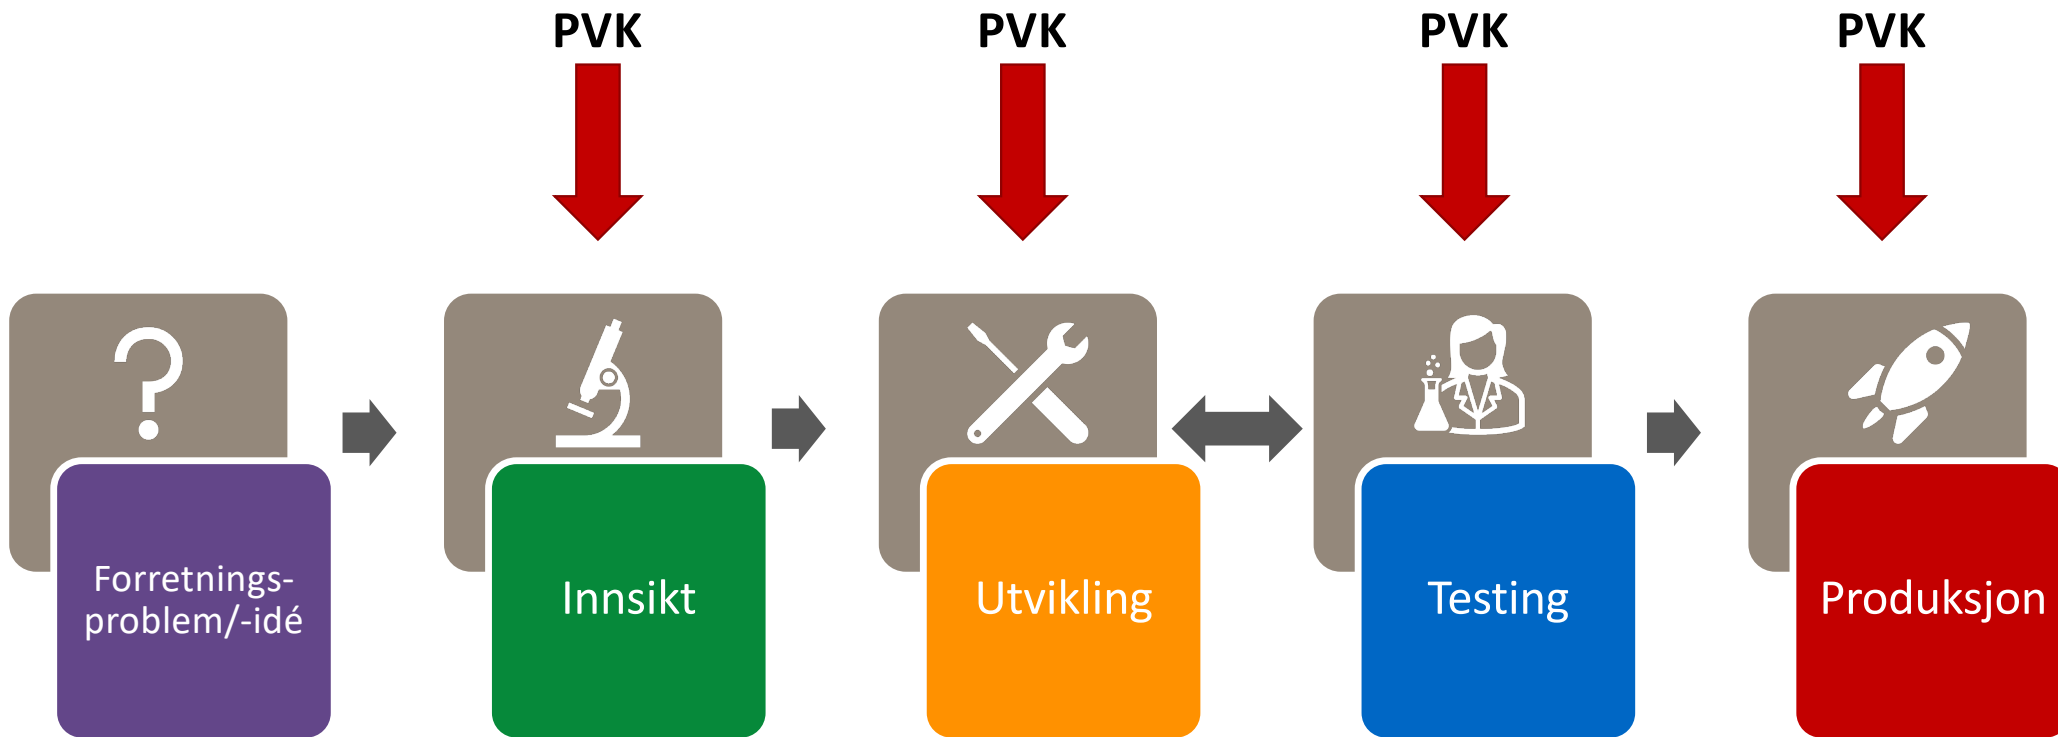 PVK
PVK
PVK
PVK
Forretnings-
problem/-idé
Innsikt
Utvikling
Testing
Produksjon